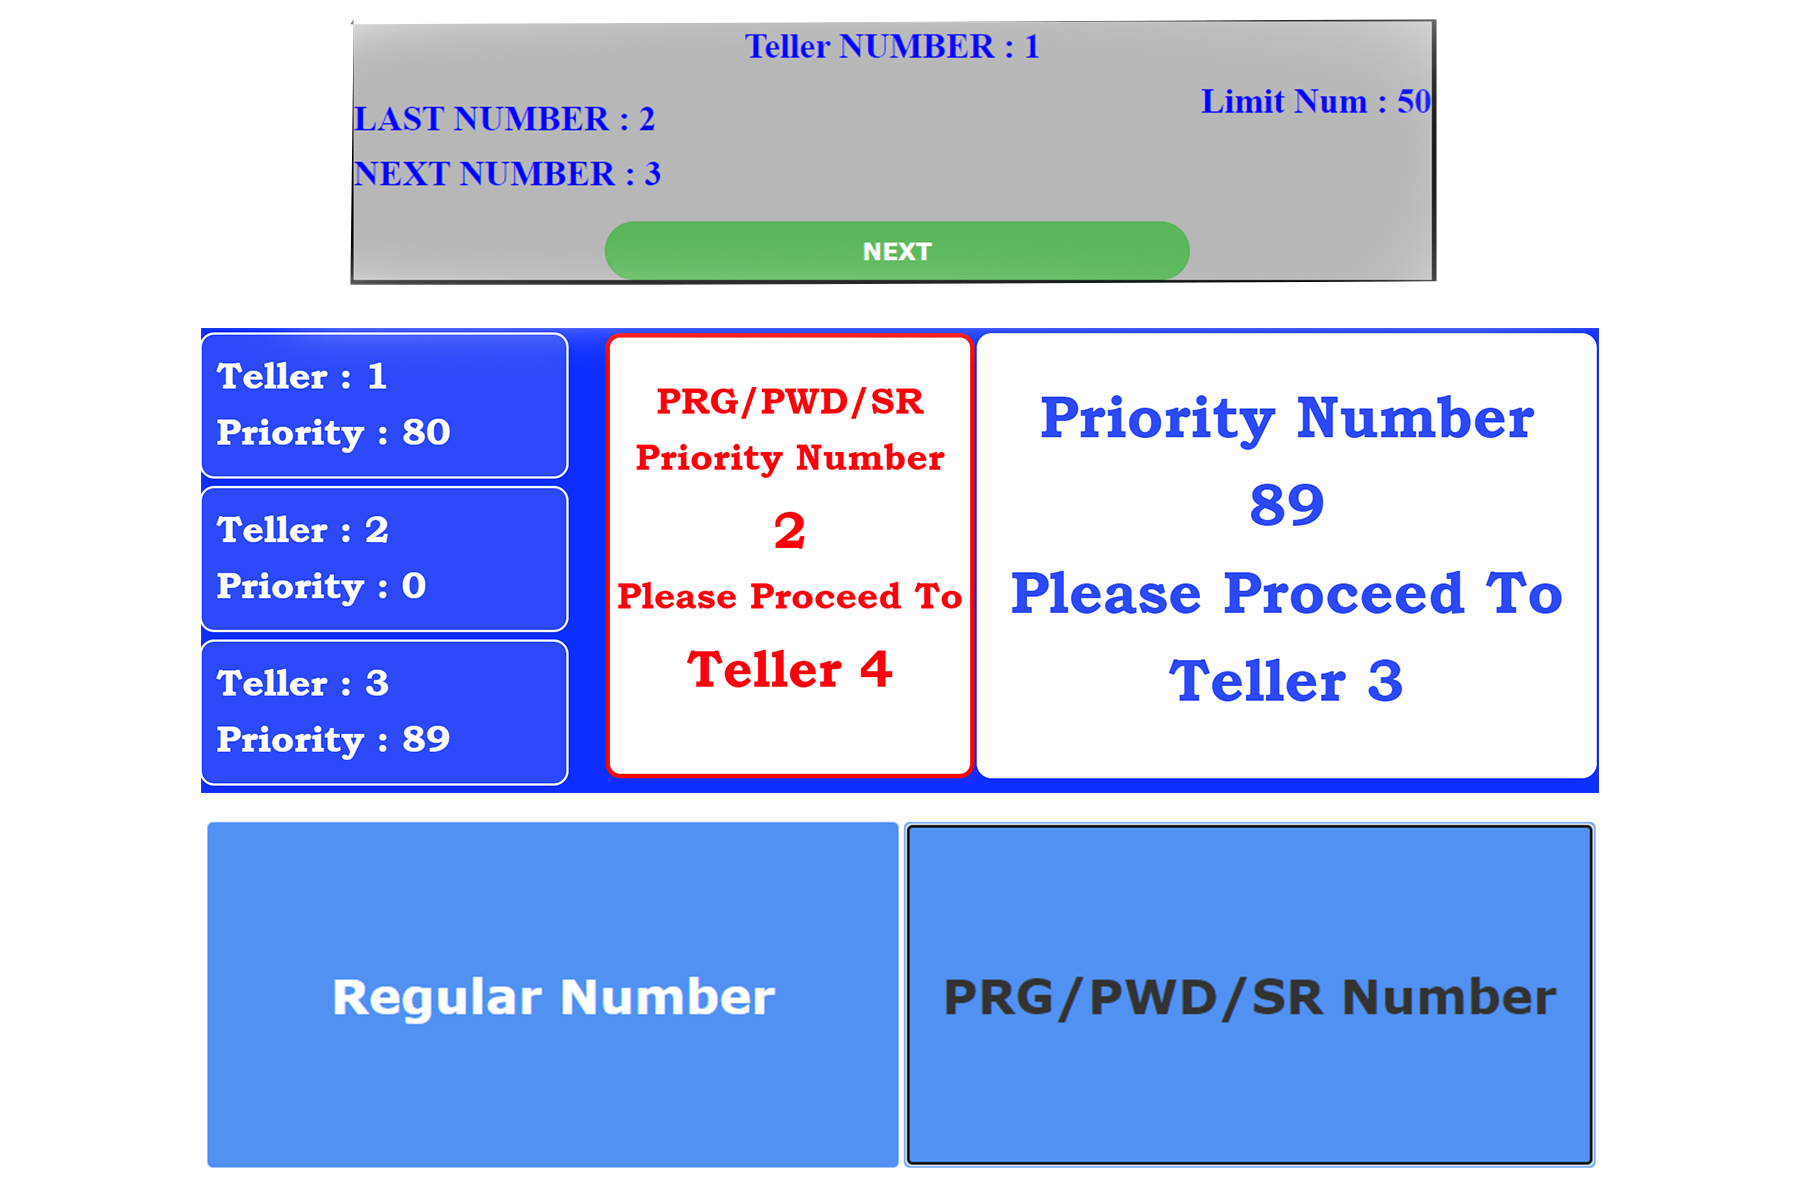 Teller NUMBER : 1
Limit Num : 50
LAST NUMBER : 2
NEXT NUMBER : 3
NEXT
Teller : 1
Priority : 80
Teller : 2
Priority : 0
Teller : 3
Priority : 89
PRG/PWD/SR
Priority Number
2
Please Proceed To
Teller 4
Priority Number
89
Please Proceed To
Teller 3
Regular Number
PRG/PWD/SR Number